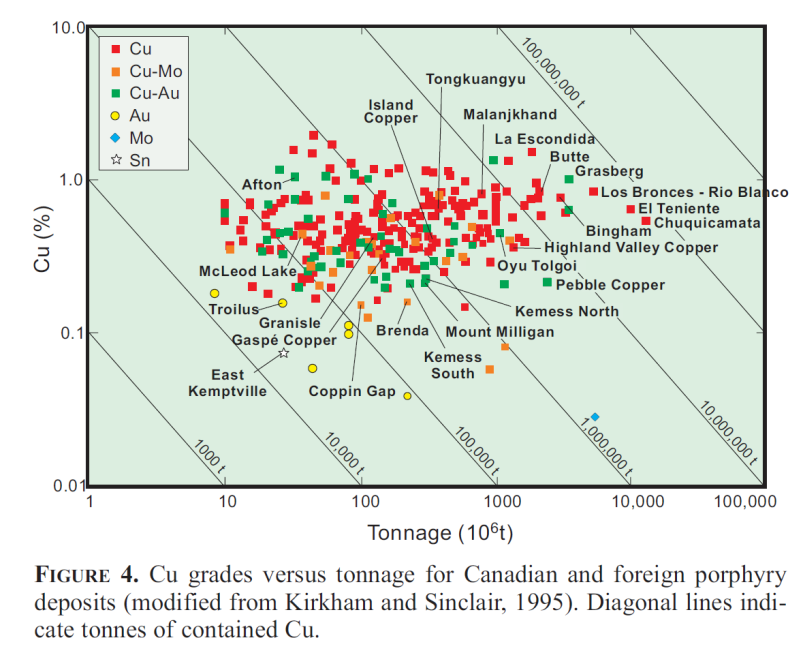 10.0
Cu
Cu-Mo
Cu-Au
Au
Mo
Sn
100,000,000 t
Tongkuangyu
Island
Copper
Malanjkhand
La Escondida
Butte
Grasberg
1.0
Afton
Los Bronces - Rio Blanco
El Teniente
Chuquicamata
Bingham
Highland Valley Copper
Cu (%)
McLeod Lake
Oyu Tolgoi
Pebble Copper
Troilus
Kemess North
Granisle
0.1
Brenda
Mount Milligan
Gaspé Copper
Kemess
South
East
Kemptville
Coppin Gap
1000 t
10,000 t
100,000 t
1,000,000 t
10,000,000 t
0.01
1
10
100
1000
10,000
100,000
Tonnage (10⁶t)
FIGURE 4. Cu grades versus tonnage for Canadian and foreign porphyry
deposits (modified from Kirkham and Sinclair, 1995). Diagonal lines indi-
cate tonnes of contained Cu.